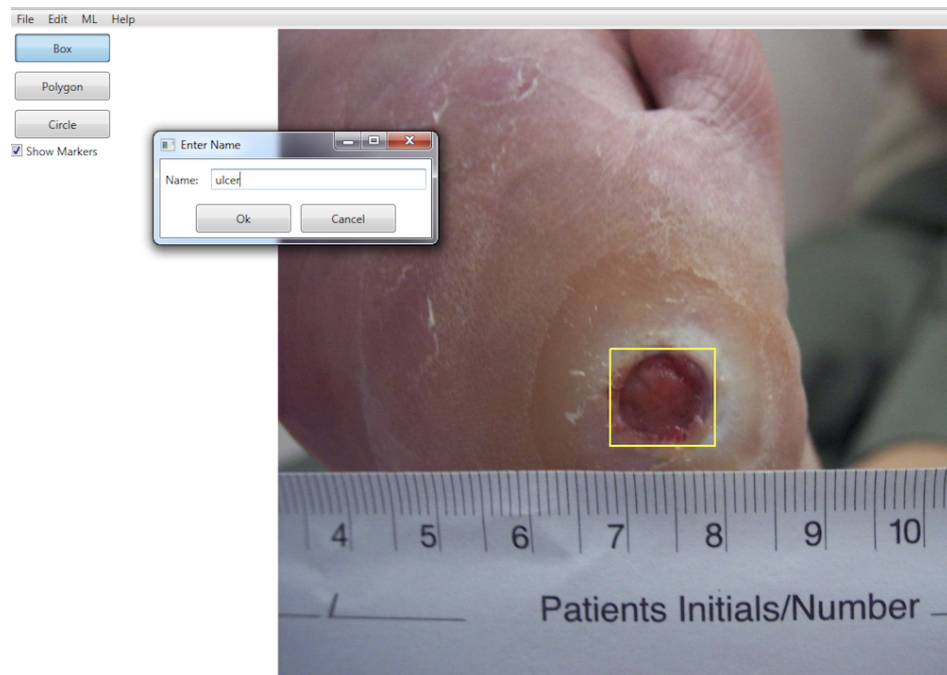 File Edit ML Help
Box
Polygon
Circle
Show Markers
Enter Name
Name: ulcer
Ok Cancel
4 5 6 7 8 9 10
Patients Initials/Number